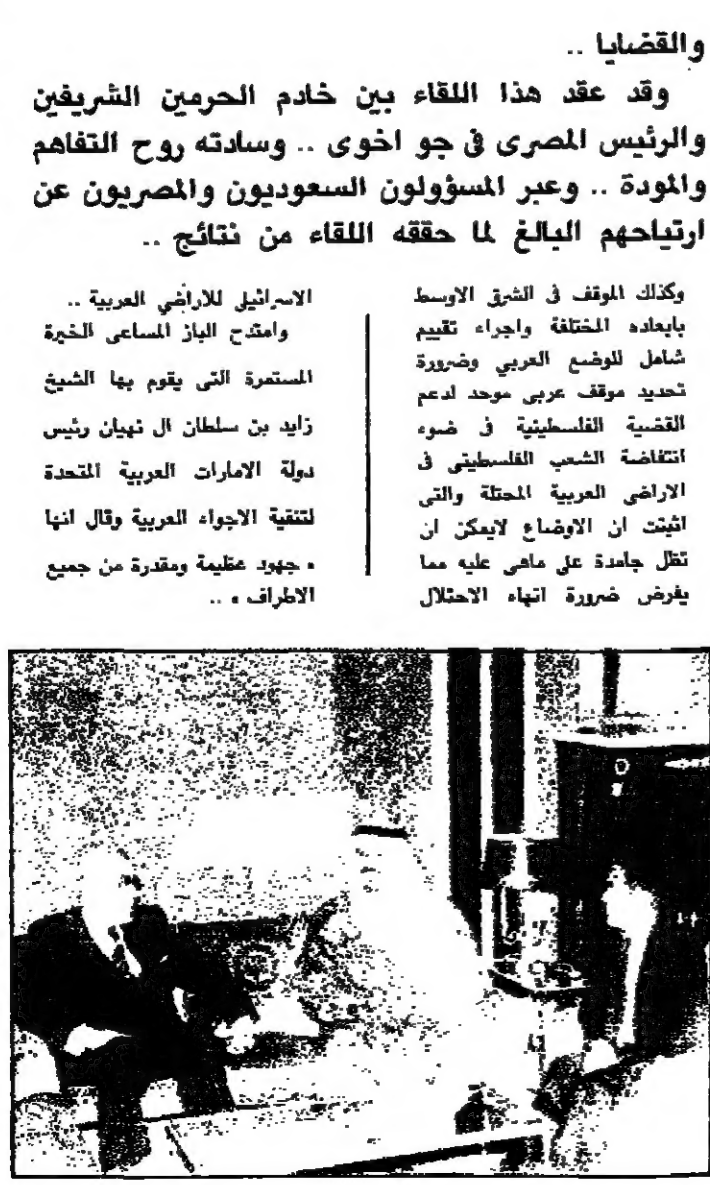 والقضايا ..
وقد عقد هذا اللقاء بين خادم الحرمين الشريفين
والرئيس المصرى فى جو اخوى .. وسادته روح التفاهم
والمودة .. وعبر المسؤولون السعوديون والمصريون عن
ارتياحهم البالغ لما حققه اللقاء من نتائج ..
وكذلك الموقف فى الشرق الاوسط
بابعاده المختلفة واجراء تقييم
شامل للوضع العربي وضرورة
تحديد موقف عربى موحد لدعم
القضية الفلسطينية فى ضوء
انتفاضة الشعب الفلسطينى فى
الاراضى العربية المحتلة والتى
اثبتت ان الاوضاع لايمكن ان
تظل جامدة على ماهى عليه مما
يفرض ضرورة انهاء الاحتلال
الاسرائيلى للاراضي العربية ..
وامتدح الباز المساعى الخيرة
المستمرة التى يقوم بها الشيخ
زايد بن سلطان ال نهيان رئيس
دولة الامارات العربية المتحدة
لتنقية الاجواء العربية وقال انها
« جهود عظيمة ومقدرة من جميع
الاطراف » ..